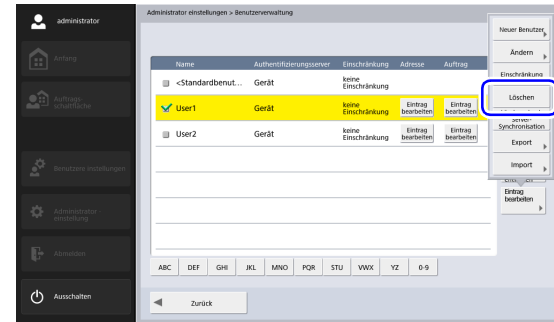 administrator
Anfang
Auftrags-
schaltfläche
Benutzere instellungen
Administrator-
einstellung
Abmelden
Ausschalten
Administrator einstellungen > Benutzerverwaltung
Name Authentifizierungsserver Einschränkung Adresse Auftrag
<Standardbenut... Gerät keine
Einschränkung
User1 Gerät keine
Einschränkung
Eintrag
bearbeiten
Eintrag
bearbeiten
User2 Gerät keine
Einschränkung
Eintrag
bearbeiten
Eintrag
bearbeiten
ABC DEF GHI JKL MNO PQR STU VWX YZ 0-9
Zurück
Neuer Benutzer
Ändern
Einschränkung
Löschen
Server-
Synchronisation
Export
Import
Eintrag
bearbeiten